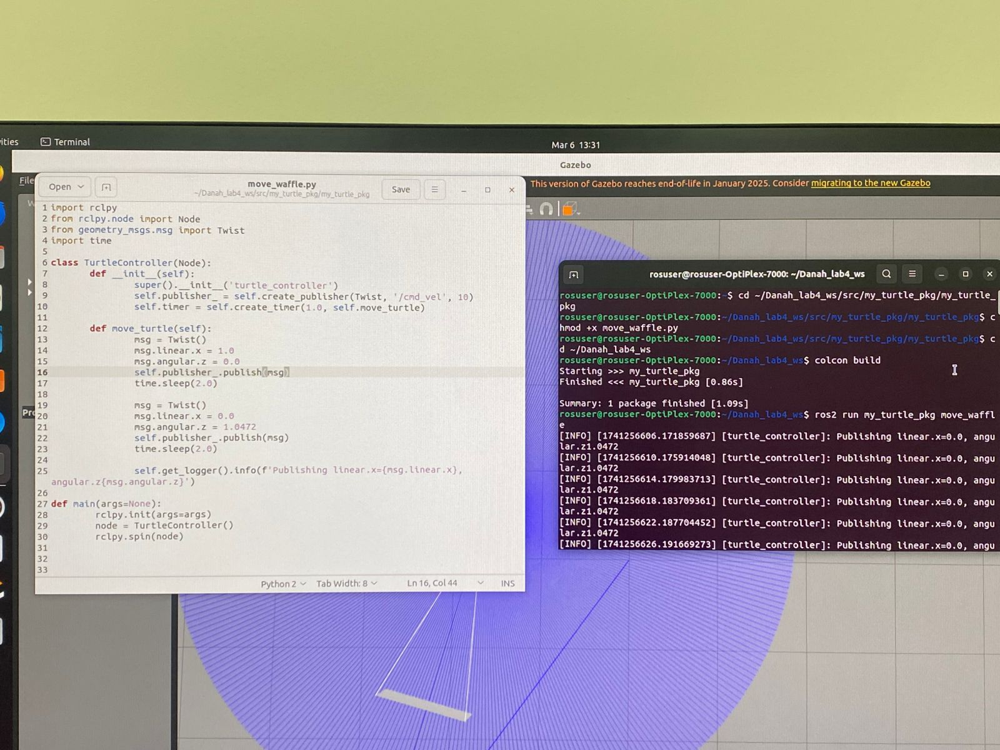 ities
Terminal
Mar 6 13:31
Gazebo
File
This version of Gazebo reaches end-of-life in January 2025. Consider migrating to the new Gazebo
Open
move_waffle.py
~/Danah_lab4_ws/src/my_turtle_pkg/my_turtle_pkg
Save
1 import rclpy
2 from rclpy.node import Node
3 from geometry_msgs.msg import Twist
4 import time
5
6 class TurtleController(Node):
7 def __init__(self):
8 super().__init__('turtle_controller')
9 self.publisher_ = self.create_publisher(Twist, '/cmd_vel', 10)
10 self.timer = self.create_timer(1.0, self.move_turtle)
11
12 def move_turtle(self):
13 msg = Twist()
14 msg.linear.x = 1.0
15 msg.angular.z = 0.0
16 self.publisher_.publish(msg)
17 time.sleep(2.0)
18
19 msg = Twist()
20 msg.linear.x = 0.0
21 msg.angular.z = 1.0472
22 self.publisher_.publish(msg)
23 time.sleep(2.0)
24
25 self.get_logger().info(f'Publishing linear.x={msg.linear.x},
angular.z{msg.angular.z}')
26
27 def main(args=None):
28 rclpy.init(args=args)
29 node = TurtleController()
30 rclpy.spin(node)
31
32
33
Python 2 Tab Width: 8 Ln 16, Col 44 INS
Pro
rosuser@rosuser-OptiPlex-7000: ~/Danah_lab4_ws
rosuser@rosuser-OptiPlex-7000:~$ cd ~/Danah_lab4_ws/src/my_turtle_pkg/my_turtle_
pkg
rosuser@rosuser-OptiPlex-7000:~/Danah_lab4_ws/src/my_turtle_pkg/my_turtle_pkg$ c
hmod +x move_waffle.py
rosuser@rosuser-OptiPlex-7000:~/Danah_lab4_ws/src/my_turtle_pkg/my_turtle_pkg$ c
d ~/Danah_lab4_ws
rosuser@rosuser-OptiPlex-7000:~/Danah_lab4_ws$ colcon build
Starting >>> my_turtle_pkg
Finished <<< my_turtle_pkg [0.86s]
Summary: 1 package finished [1.09s]
rosuser@rosuser-OptiPlex-7000:~/Danah_lab4_ws$ ros2 run my_turtle_pkg move_waffl
e
[INFO] [1741256606.171859687] [turtle_controller]: Publishing linear.x=0.0, angu
lar.z1.0472
[INFO] [1741256610.175914048] [turtle_controller]: Publishing linear.x=0.0, angu
lar.z1.0472
[INFO] [1741256614.179983713] [turtle_controller]: Publishing linear.x=0.0, angu
lar.z1.0472
[INFO] [1741256618.183709361] [turtle_controller]: Publishing linear.x=0.0, angu
lar.z1.0472
[INFO] [1741256622.187704452] [turtle_controller]: Publishing linear.x=0.0, angu
lar.z1.0472
[INFO] [1741256626.191669273] [turtle_controller]: Publishing linear.x=0.0, angu